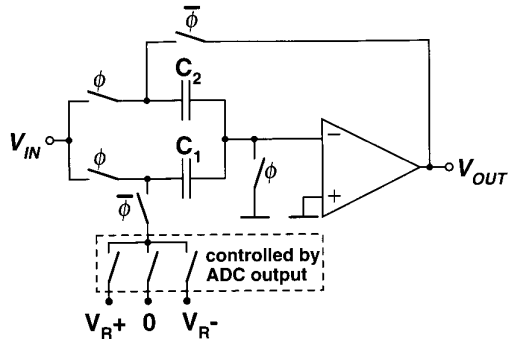 ϕ̅
ϕ
C₂
V_IN
ϕ
C₁
ϕ
−
+
V_OUT
ϕ̅
controlled by
ADC output
V_R+ 0 V_R-